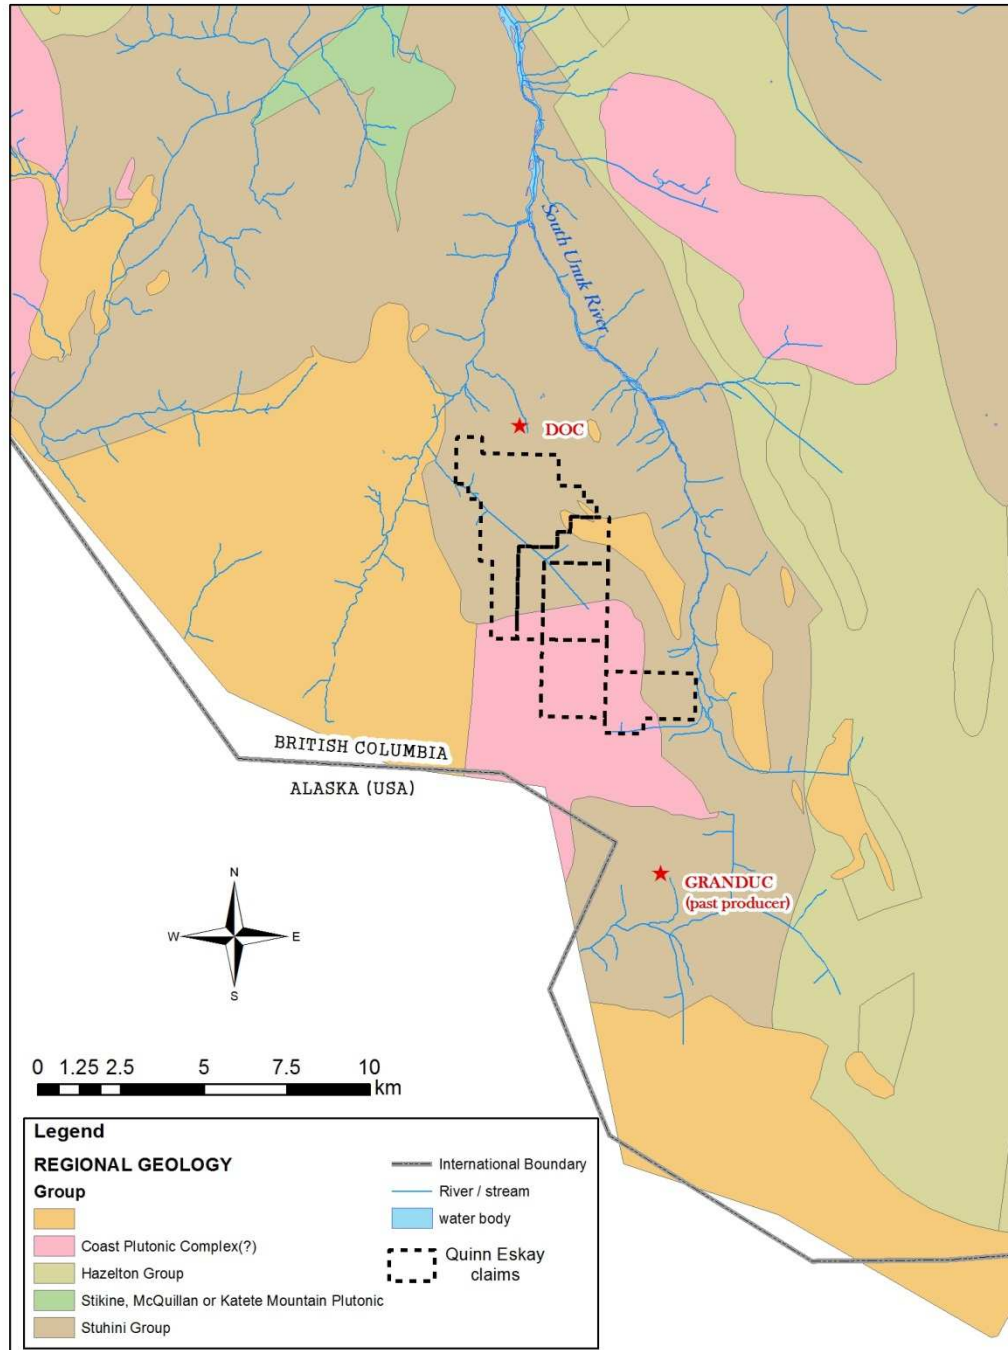 South Unuk River
DOC
BRITISH COLUMBIA
ALASKA (USA)
GRANDUC
(past producer)
N
W E
S
0 1.25 2.5 5 7.5 10
km
Legend
REGIONAL GEOLOGY
Group
Coast Plutonic Complex(?)
Hazelton Group
Stikine, McQuillan or Katete Mountain Plutonic
Stuhini Group
International Boundary
River / stream
water body
Quinn Eskay
claims